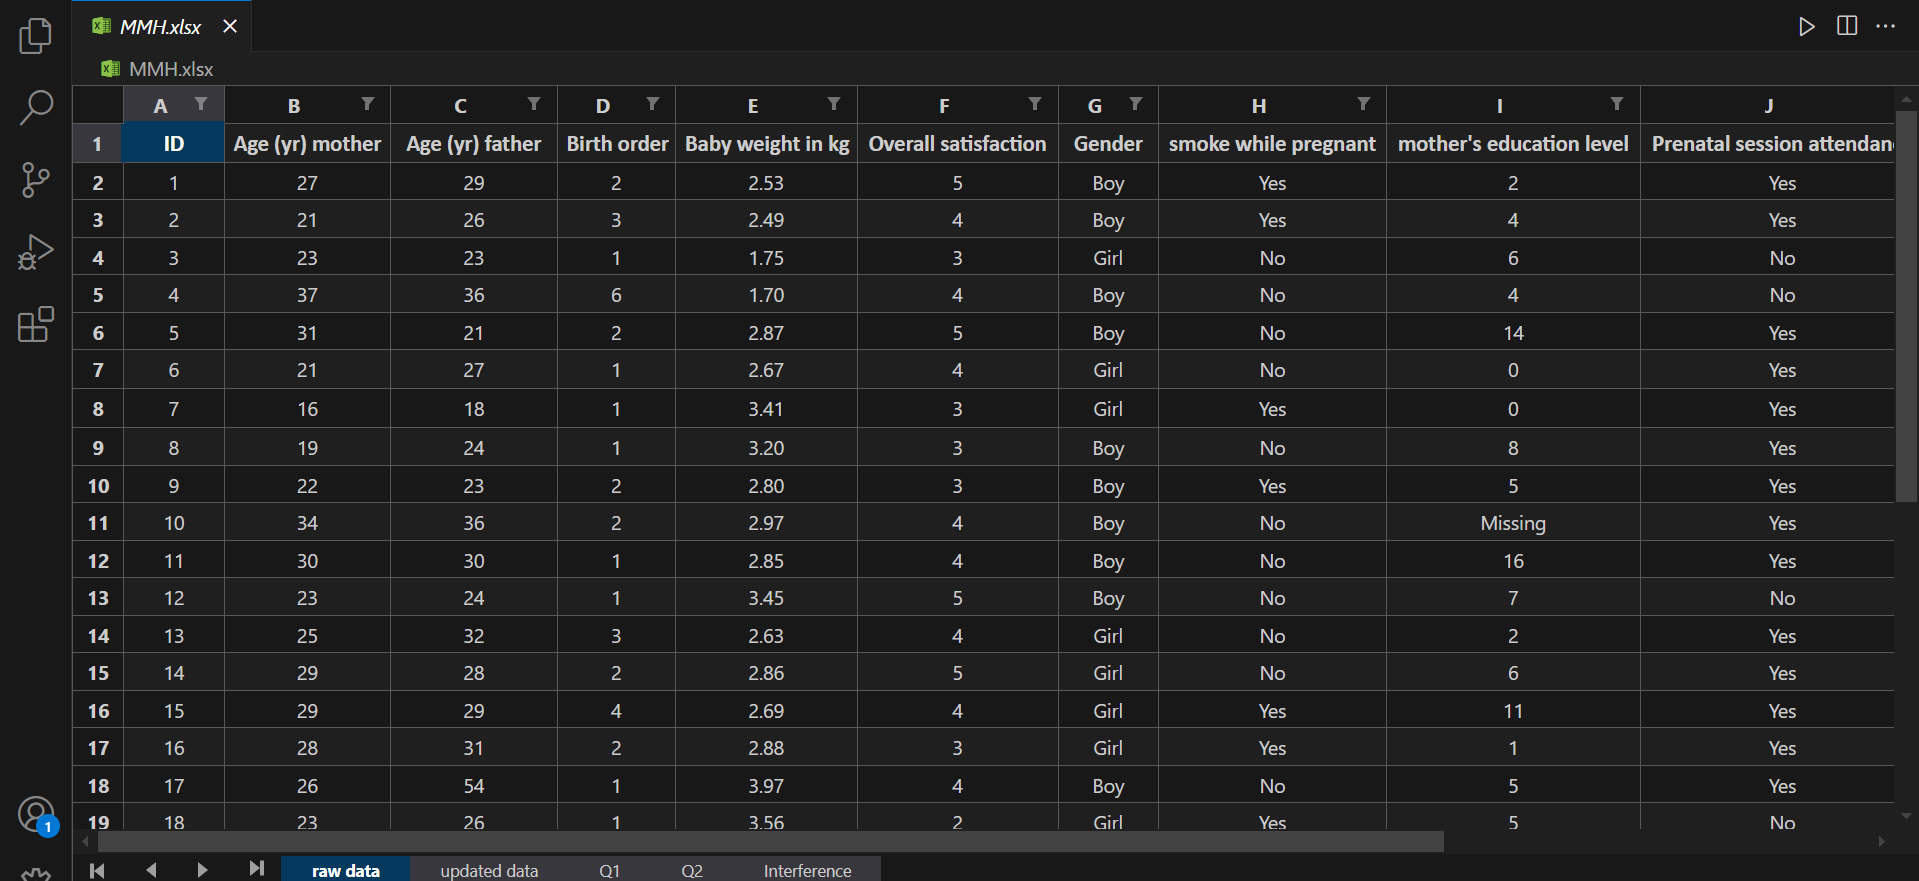 MMH.xlsx
MMH.xlsx
A B C D E F G H I J
1 ID Age (yr) mother Age (yr) father Birth order Baby weight in kg Overall satisfaction Gender smoke while pregnant mother's education level Prenatal session attendan
2 1 27 29 2 2.53 5 Boy Yes 2 Yes
3 2 21 26 3 2.49 4 Boy Yes 4 Yes
4 3 23 23 1 1.75 3 Girl No 6 No
5 4 37 36 6 1.70 4 Boy No 4 No
6 5 31 21 2 2.87 5 Boy No 14 Yes
7 6 21 27 1 2.67 4 Girl No 0 Yes
8 7 16 18 1 3.41 3 Girl Yes 0 Yes
9 8 19 24 1 3.20 3 Boy No 8 Yes
10 9 22 23 2 2.80 3 Boy Yes 5 Yes
11 10 34 36 2 2.97 4 Boy No Missing Yes
12 11 30 30 1 2.85 4 Boy No 16 Yes
13 12 23 24 1 3.45 5 Boy No 7 No
14 13 25 32 3 2.63 4 Girl No 2 Yes
15 14 29 28 2 2.86 5 Girl No 6 Yes
16 15 29 29 4 2.69 4 Girl Yes 11 Yes
17 16 28 31 2 2.88 3 Girl Yes 1 Yes
18 17 26 54 1 3.97 4 Boy No 5 Yes
19 18 23 26 1 3.56 2 Girl Yes 5 No
1
raw data updated data Q1 Q2 Interference